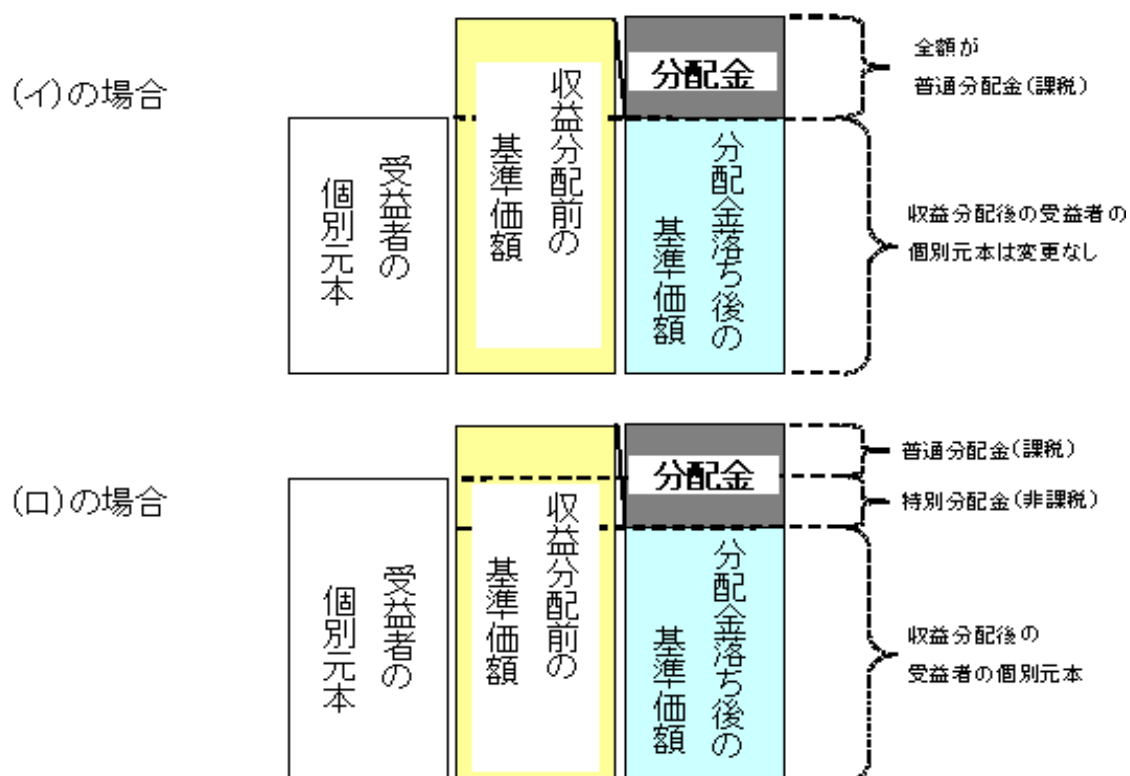 (イ)の場合
受益者の
個別元本
収益分配前の
基準価額
分配金
分配金落ち後の
基準価額
全額が
普通分配金(課税)
収益分配後の受益者の
個別元本は変更なし
(ロ)の場合
受益者の
個別元本
収益分配前の
基準価額
分配金
分配金落ち後の
基準価額
普通分配金(課税)
特別分配金(非課税)
収益分配後の
受益者の個別元本